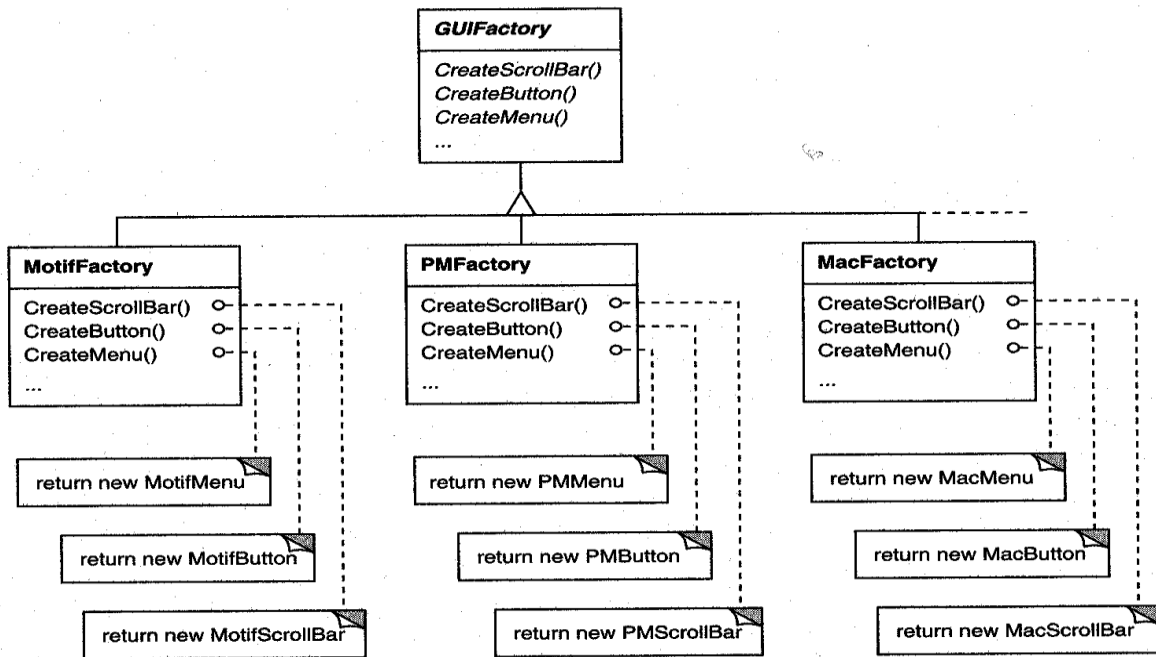 GUIFactory
CreateScrollBar()
CreateButton()
CreateMenu()
...
MotifFactory
CreateScrollBar()
CreateButton()
CreateMenu()
...
PMFactory
CreateScrollBar()
CreateButton()
CreateMenu()
...
MacFactory
CreateScrollBar()
CreateButton()
CreateMenu()
...
return new MotifMenu
return new PMMenu
return new MacMenu
return new MotifButton
return new PMButton
return new MacButton
return new MotifScrollBar
return new PMScrollBar
return new MacScrollBar